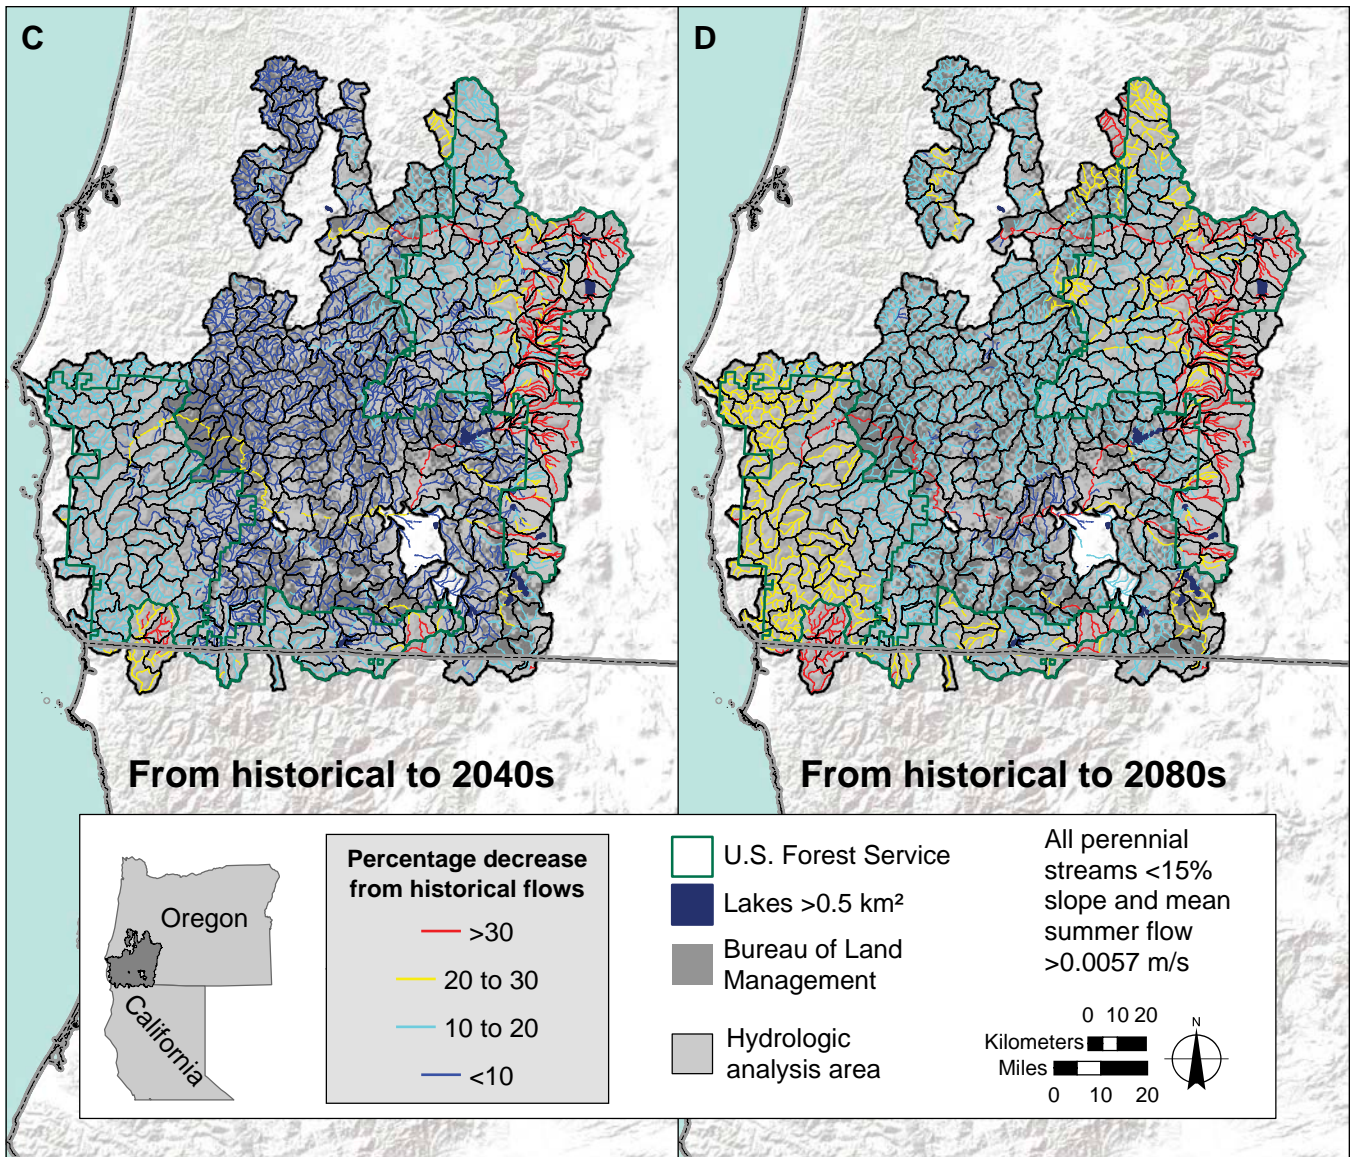 C
D
From historical to 2040s
From historical to 2080s
Oregon
California
Percentage decrease
from historical flows
>30
20 to 30
10 to 20
<10
U.S. Forest Service
Lakes >0.5 km²
Bureau of Land
Management
Hydrologic
analysis area
All perennial
streams <15%
slope and mean
summer flow
>0.0057 m/s
0 10 20
Kilometers
Miles
0 10 20
N